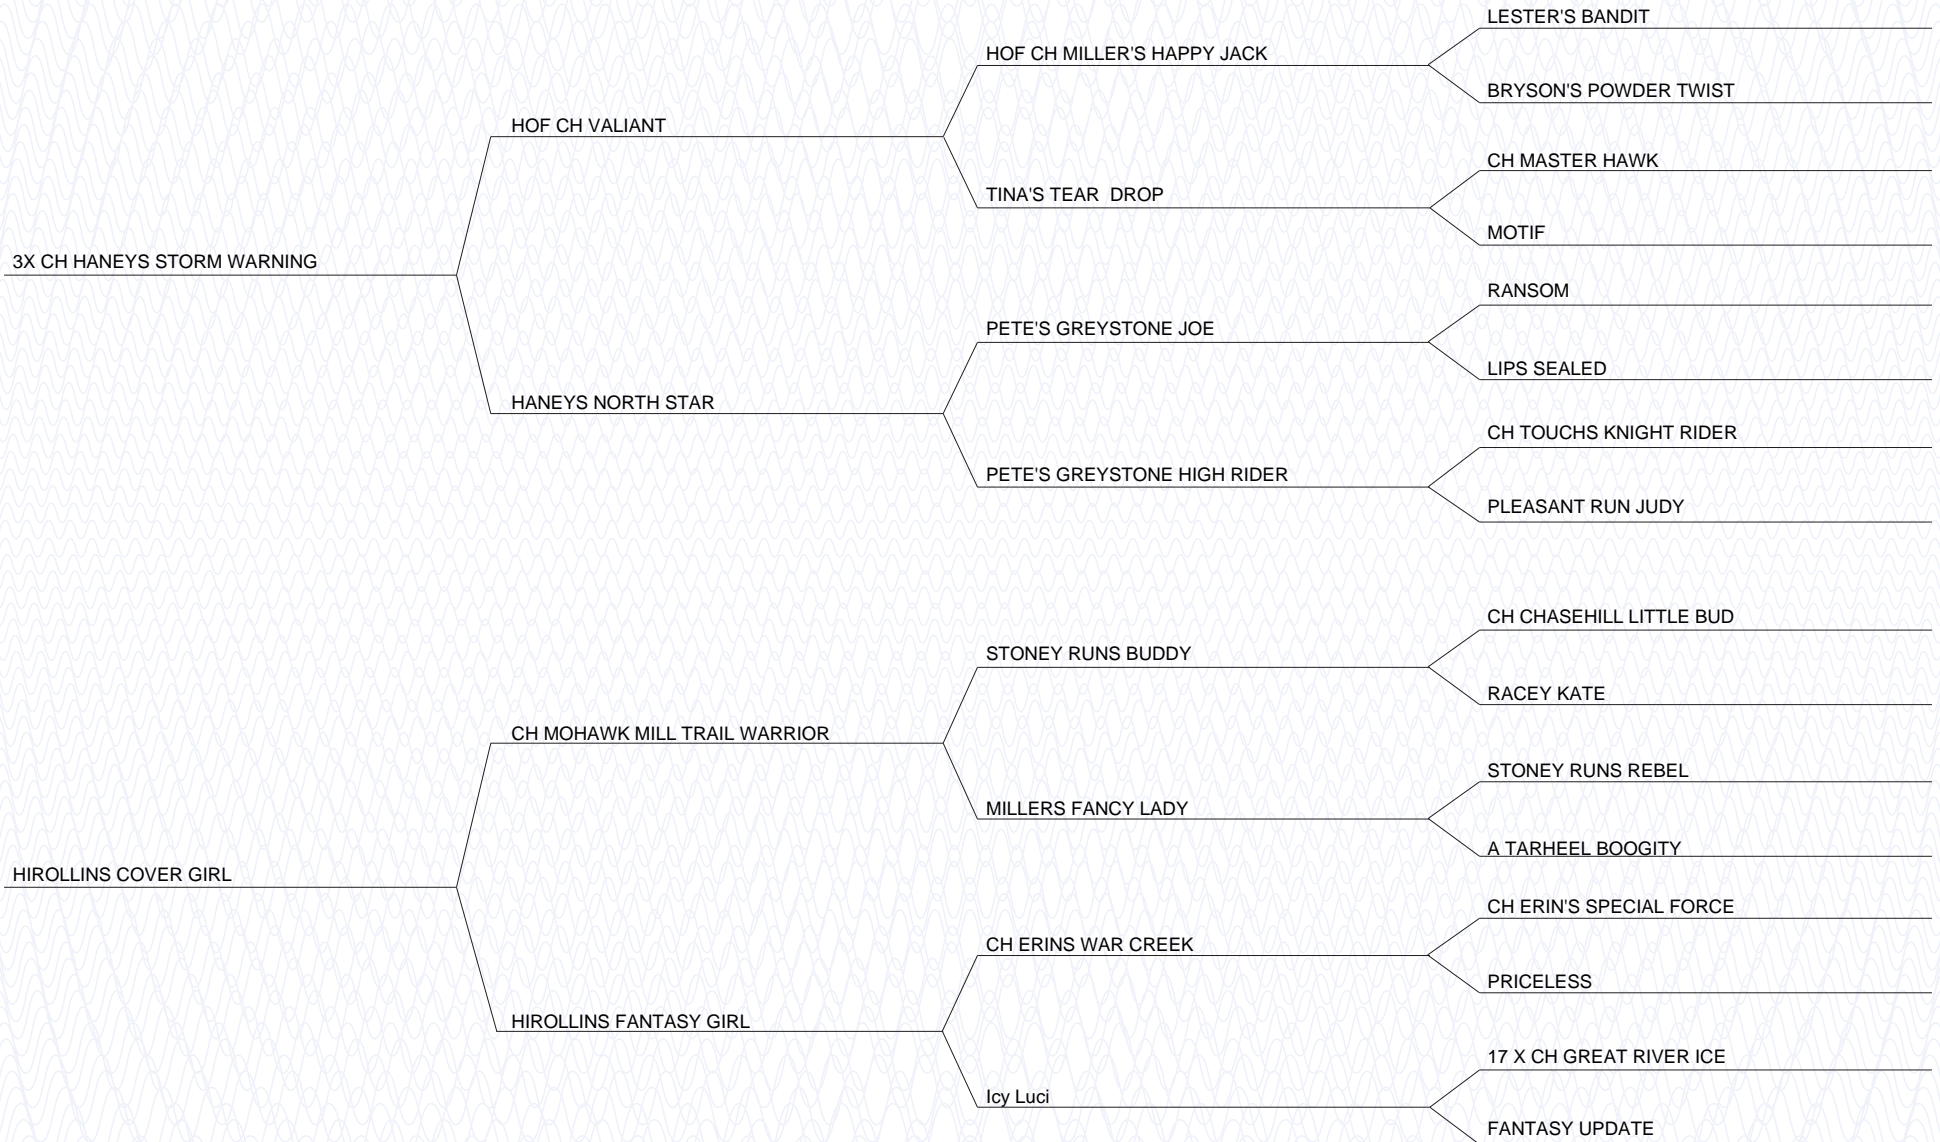 LESTER'S BANDIT
HOF CH MILLER'S HAPPY JACK
BRYSON'S POWDER TWIST
HOF CH VALIANT
CH MASTER HAWK
TINA'S TEAR  DROP
MOTIF
3X CH HANEYS STORM WARNING
RANSOM
PETE'S GREYSTONE JOE
LIPS SEALED
HANEYS NORTH STAR
CH TOUCHS KNIGHT RIDER
PETE'S GREYSTONE HIGH RIDER
PLEASANT RUN JUDY
CH CHASEHILL LITTLE BUD
STONEY RUNS BUDDY
RACEY KATE
CH MOHAWK MILL TRAIL WARRIOR
STONEY RUNS REBEL
MILLERS FANCY LADY
A TARHEEL BOOGITY
HIROLLINS COVER GIRL
CH ERIN'S SPECIAL FORCE
CH ERINS WAR CREEK
PRICELESS
HIROLLINS FANTASY GIRL
17 X CH GREAT RIVER ICE
Icy Luci
FANTASY UPDATE